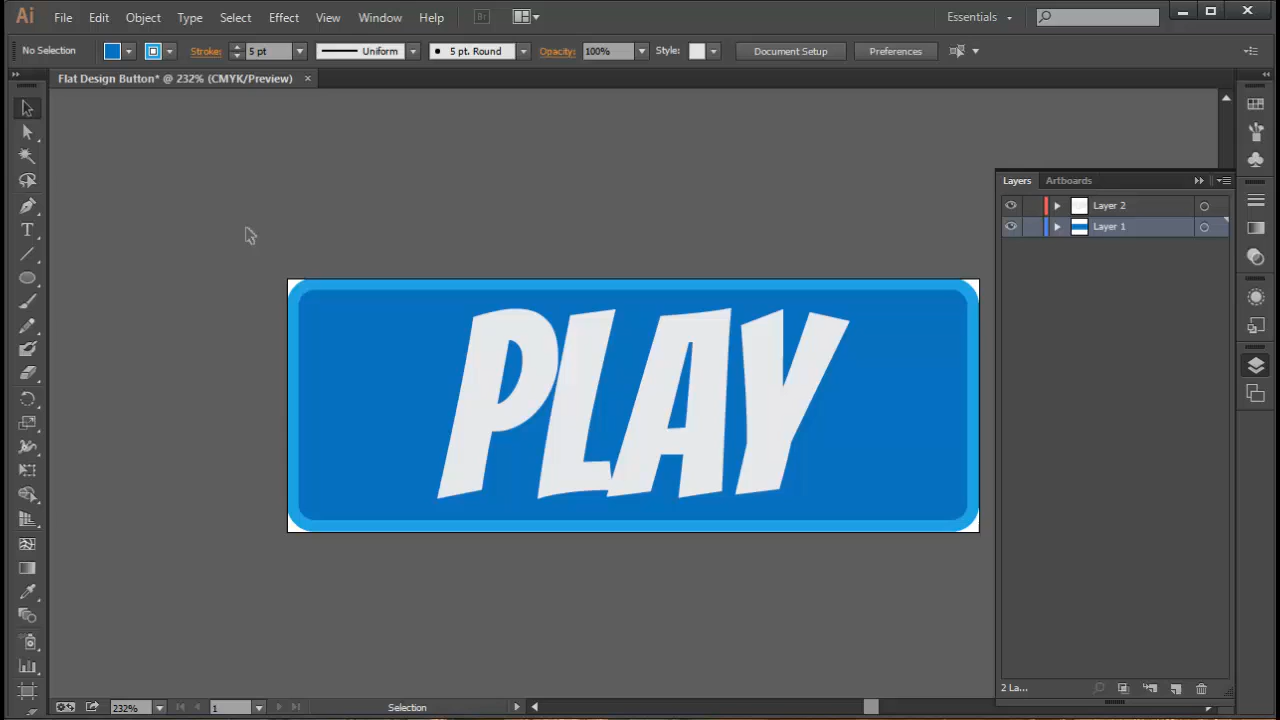 Ai File Edit Object Type Select Effect View Window Help Br Essentials
No Selection Stroke: 5 pt Uniform 5 pt. Round Opacity: 100% Style: Document Setup Preferences
Flat Design Button* @ 232% (CMYK/Preview) ×
Layers Artboards
Layer 2
Layer 1
PLAY
2 La...
232% 1 Selection